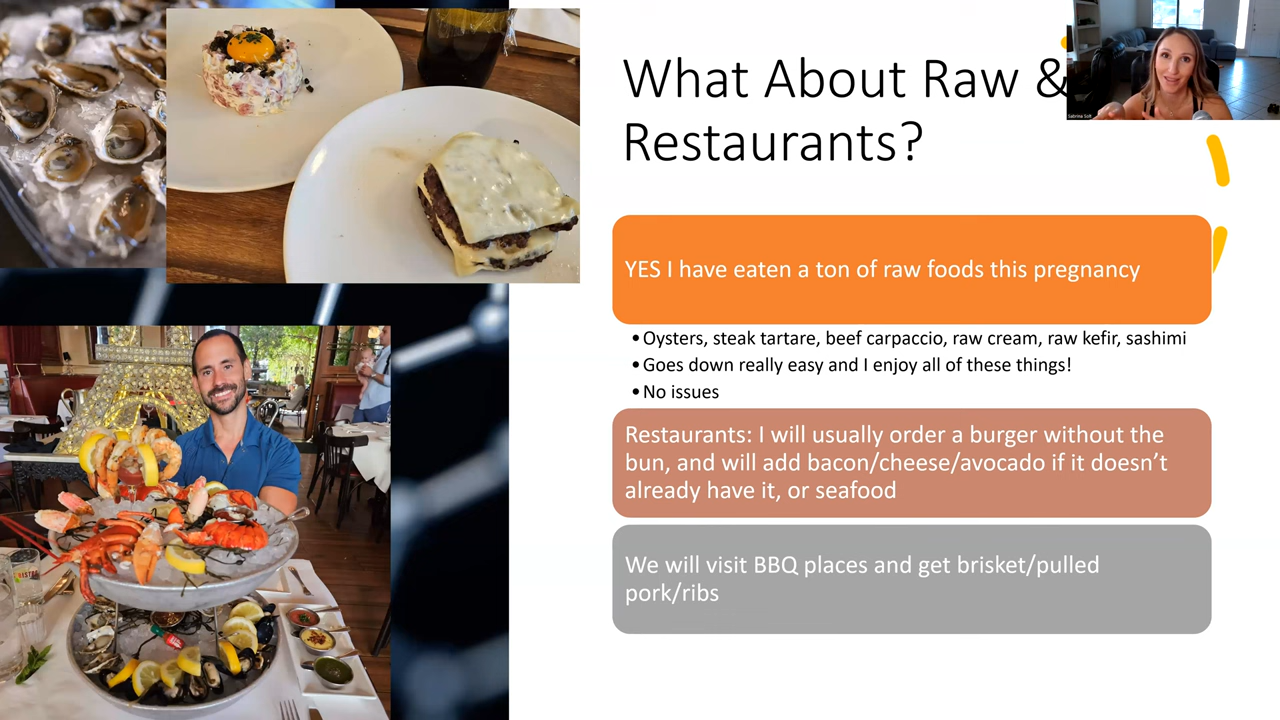 What About Raw &
Restaurants?
Sabrina Solt
YES I have eaten a ton of raw foods this pregnancy
•Oysters, steak tartare, beef carpaccio, raw cream, raw kefir, sashimi
•Goes down really easy and I enjoy all of these things!
•No issues
Restaurants: I will usually order a burger without the
bun, and will add bacon/cheese/avocado if it doesn’t
already have it, or seafood
We will visit BBQ places and get brisket/pulled
pork/ribs